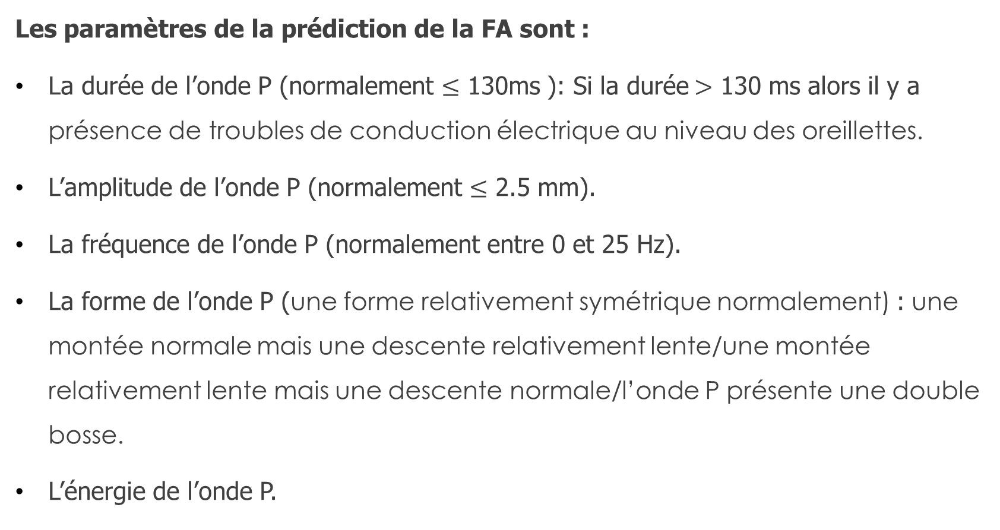 Les paramètres de la prédiction de la FA sont :
• La durée de l’onde P (normalement ≤ 130ms ): Si la durée > 130 ms alors il y a
présence de troubles de conduction électrique au niveau des oreillettes.
• L’amplitude de l’onde P (normalement ≤ 2.5 mm).
• La fréquence de l’onde P (normalement entre 0 et 25 Hz).
• La forme de l’onde P (une forme relativement symétrique normalement) : une
montée normale mais une descente relativement lente/une montée
relativement lente mais une descente normale/l’onde P présente une double
bosse.
• L’énergie de l’onde P.